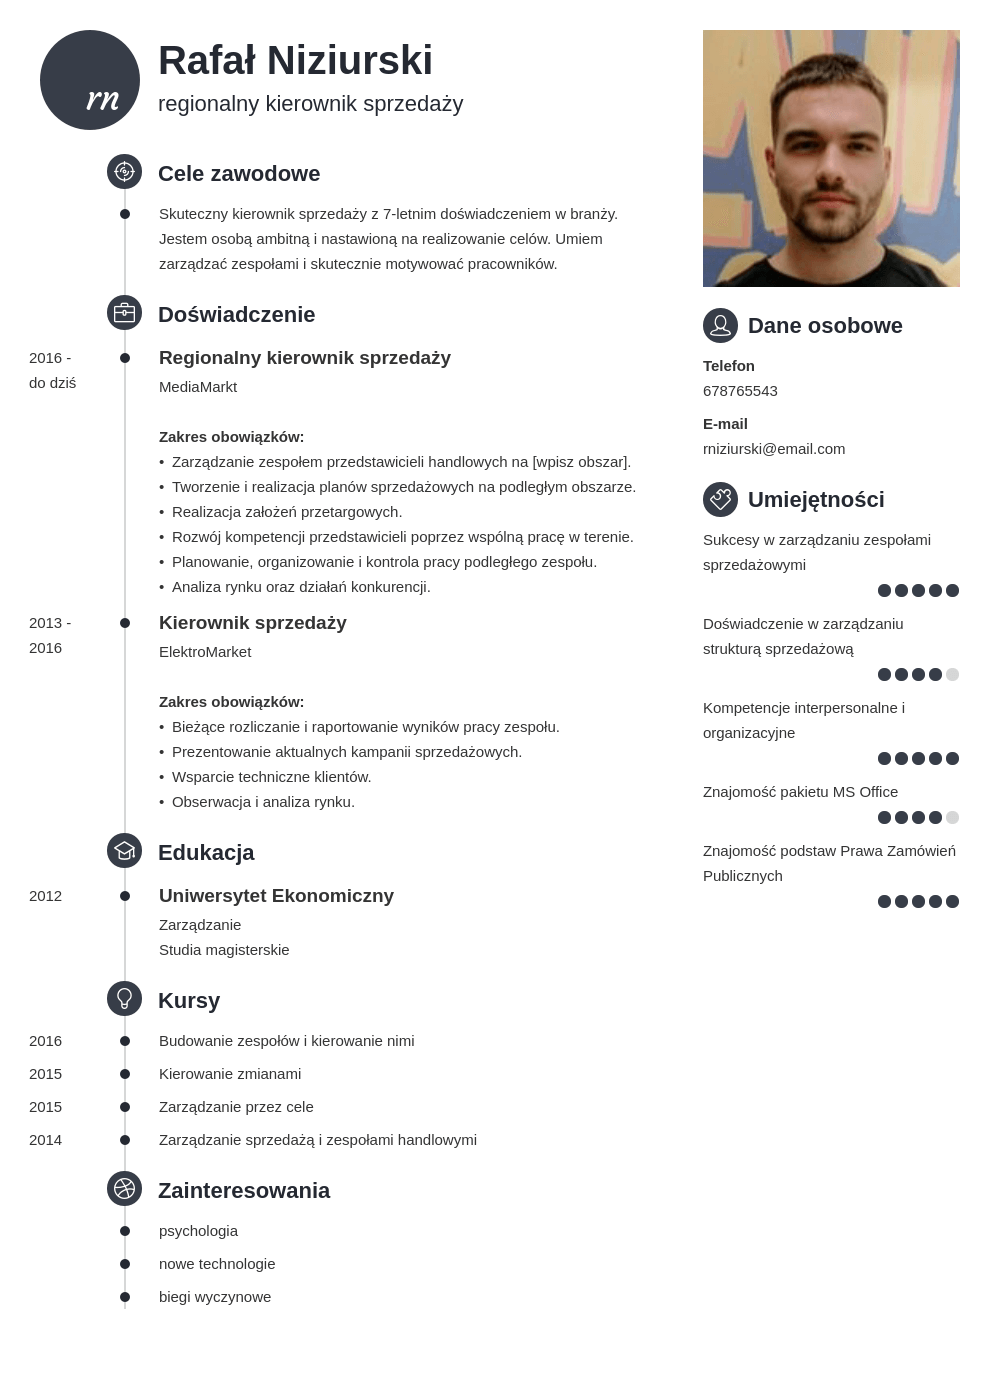 rn
Rafał Niziurski
regionalny kierownik sprzedaży
Cele zawodowe
Skuteczny kierownik sprzedaży z 7-letnim doświadczeniem w branży.
Jestem osobą ambitną i nastawioną na realizowanie celów. Umiem
zarządzać zespołami i skutecznie motywować pracowników.
Doświadczenie
2016 -
do dziś
Regionalny kierownik sprzedaży
MediaMarkt
Zakres obowiązków:
• Zarządzanie zespołem przedstawicieli handlowych na [wpisz obszar].
• Tworzenie i realizacja planów sprzedażowych na podległym obszarze.
• Realizacja założeń przetargowych.
• Rozwój kompetencji przedstawicieli poprzez wspólną pracę w terenie.
• Planowanie, organizowanie i kontrola pracy podległego zespołu.
• Analiza rynku oraz działań konkurencji.
2013 -
2016
Kierownik sprzedaży
ElektroMarket
Zakres obowiązków:
• Bieżące rozliczanie i raportowanie wyników pracy zespołu.
• Prezentowanie aktualnych kampanii sprzedażowych.
• Wsparcie techniczne klientów.
• Obserwacja i analiza rynku.
Edukacja
2012
Uniwersytet Ekonomiczny
Zarządzanie
Studia magisterskie
Kursy
2016 Budowanie zespołów i kierowanie nimi
2015 Kierowanie zmianami
2015 Zarządzanie przez cele
2014 Zarządzanie sprzedażą i zespołami handlowymi
Zainteresowania
psychologia
nowe technologie
biegi wyczynowe
Dane osobowe
Telefon
678765543
E-mail
rniziurski@email.com
Umiejętności
Sukcesy w zarządzaniu zespołami
sprzedażowymi
Doświadczenie w zarządzaniu
strukturą sprzedażową
Kompetencje interpersonalne i
organizacyjne
Znajomość pakietu MS Office
Znajomość podstaw Prawa Zamówień
Publicznych